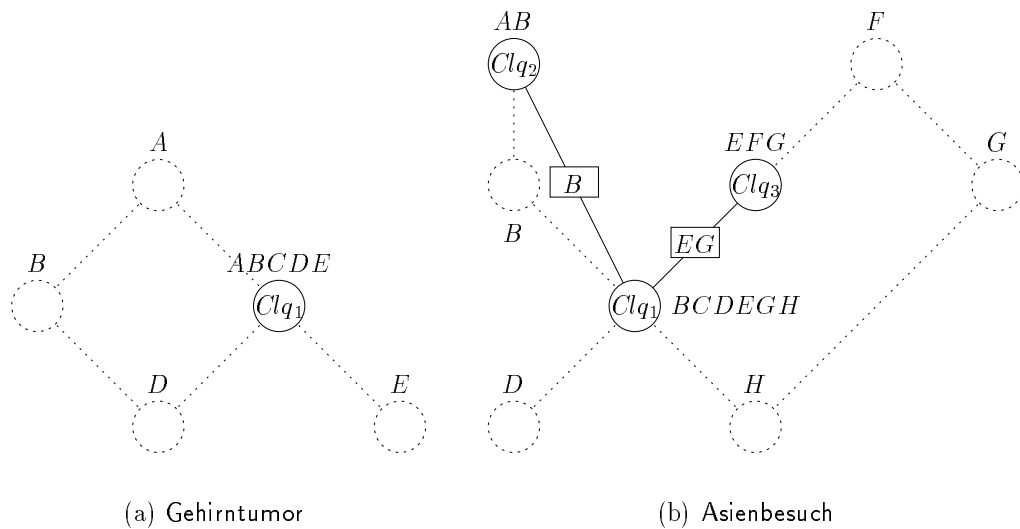 AB
Clq2
F
A
EFG
G
B
Clq3
B
B
ABCDE
EG
Clq1
Clq1
BCDEGH
D
E
D
H
(a) Gehirntumor
(b) Asienbesuch